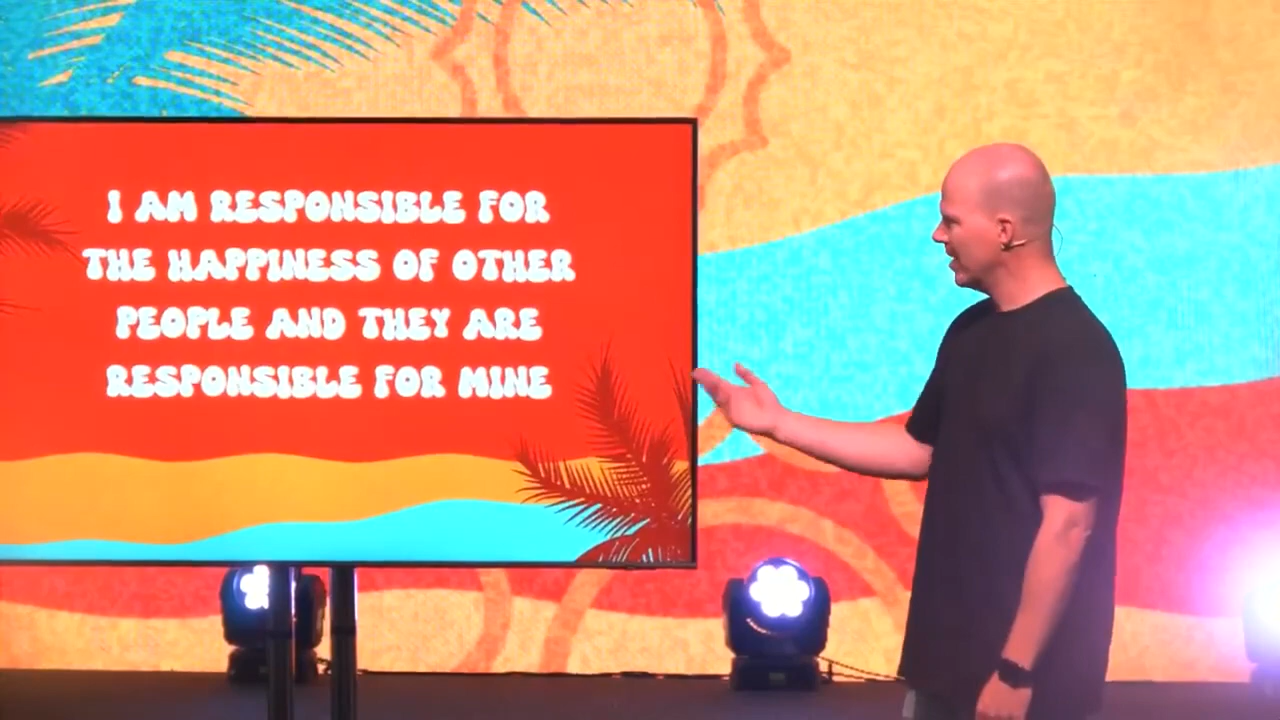 I AM RESPONSIBLE FOR
THE HAPPINESS OF OTHER
PEOPLE AND THEY ARE
RESPONSIBLE FOR MINE